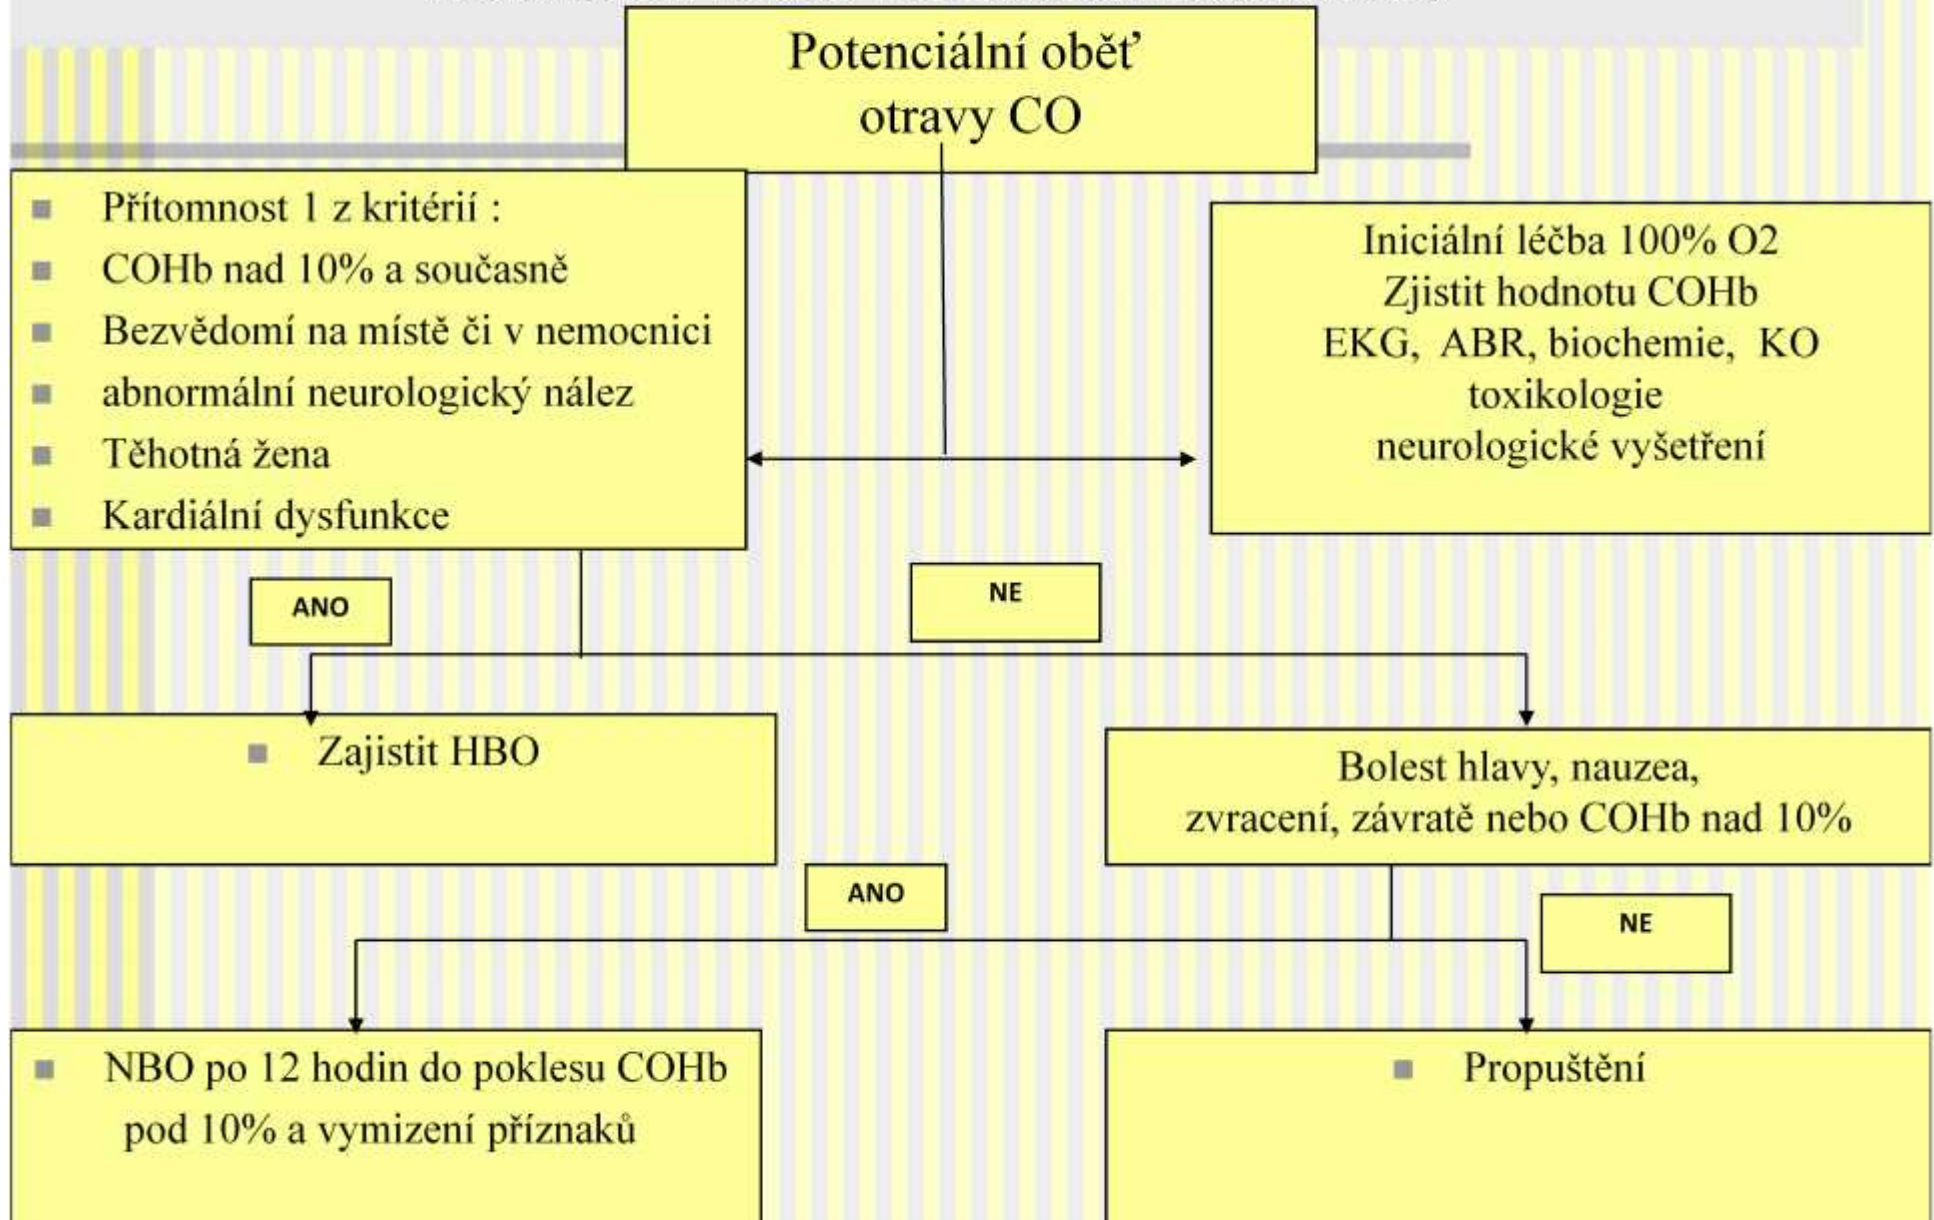 Potenciální oběť
otravy CO
Přítomnost 1 z kritérií :
COHb nad 10% a současně
Bezvědomí na místě či v nemocnici
abnormální neurologický nález
Těhotná žena
Kardiální dysfunkce
Iniciální léčba 100% O2
Zjistit hodnotu COHb
EKG, ABR, biochemie, KO
toxikologie
neurologické vyšetření
ANO
NE
Zajistit HBO
Bolest hlavy, nauzea,
zvracení, závratě nebo COHb nad 10%
ANO
NE
NBO po 12 hodin do poklesu COHb
pod 10% a vymizení příznaků
Propuštění